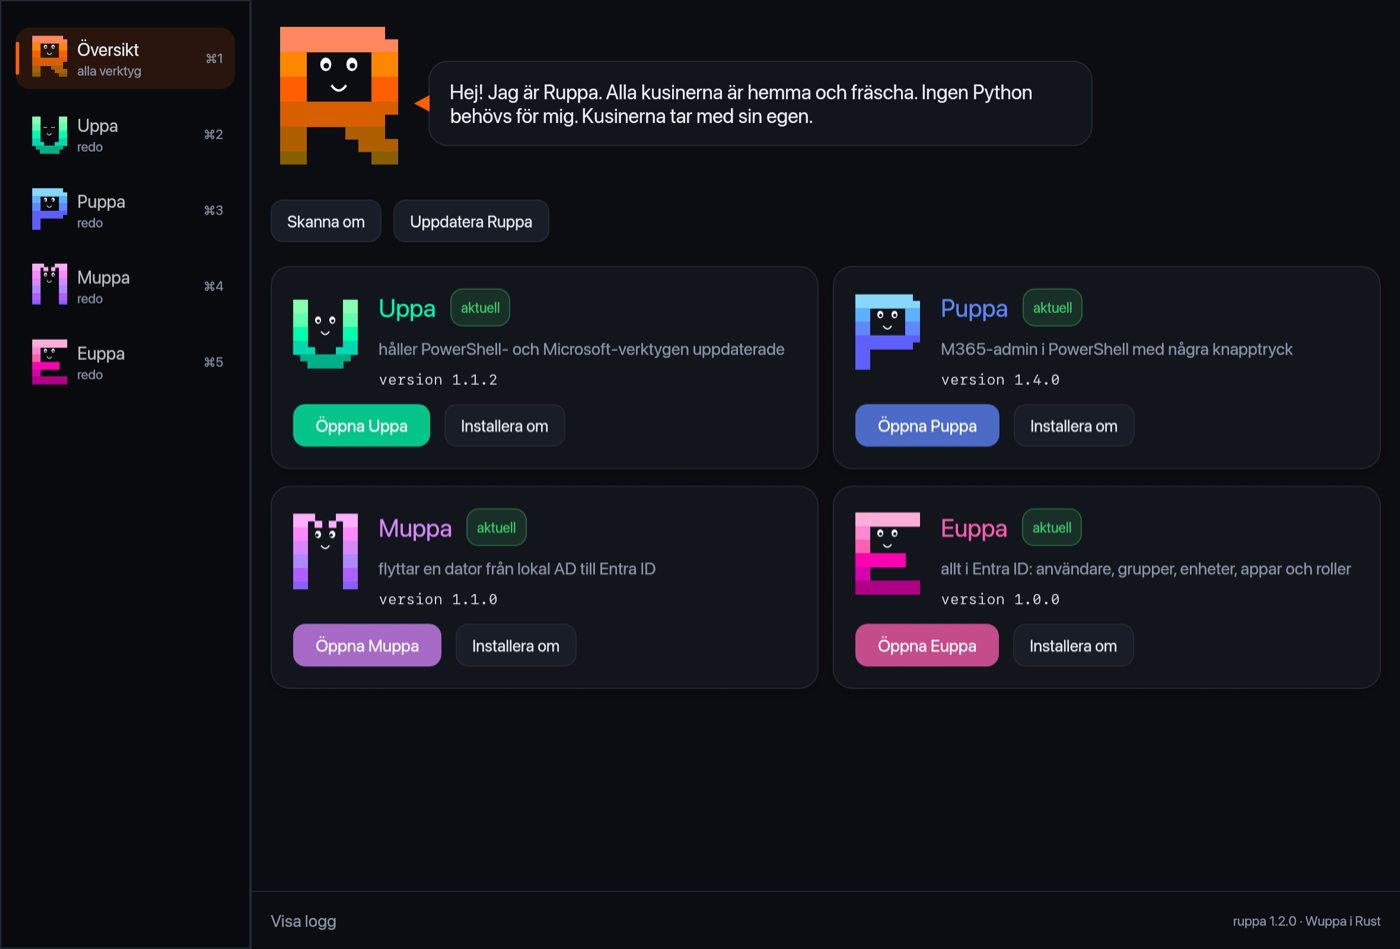 Översikt
alla verktyg
⌘1
Uppa
redo
⌘2
Puppa
redo
⌘3
Muppa
redo
⌘4
Euppa
redo
⌘5
Hej! Jag är Ruppa. Alla kusinerna är hemma och fräscha. Ingen Python
behövs för mig. Kusinerna tar med sin egen.
Skanna om
Uppdatera Ruppa
Uppa
aktuell
håller PowerShell- och Microsoft-verktygen uppdaterade
version 1.1.2
Öppna Uppa
Installera om
Puppa
aktuell
M365-admin i PowerShell med några knapptryck
version 1.4.0
Öppna Puppa
Installera om
Muppa
aktuell
flyttar en dator från lokal AD till Entra ID
version 1.1.0
Öppna Muppa
Installera om
Euppa
aktuell
allt i Entra ID: användare, grupper, enheter, appar och roller
version 1.0.0
Öppna Euppa
Installera om
Visa logg
ruppa 1.2.0 · Wuppa i Rust